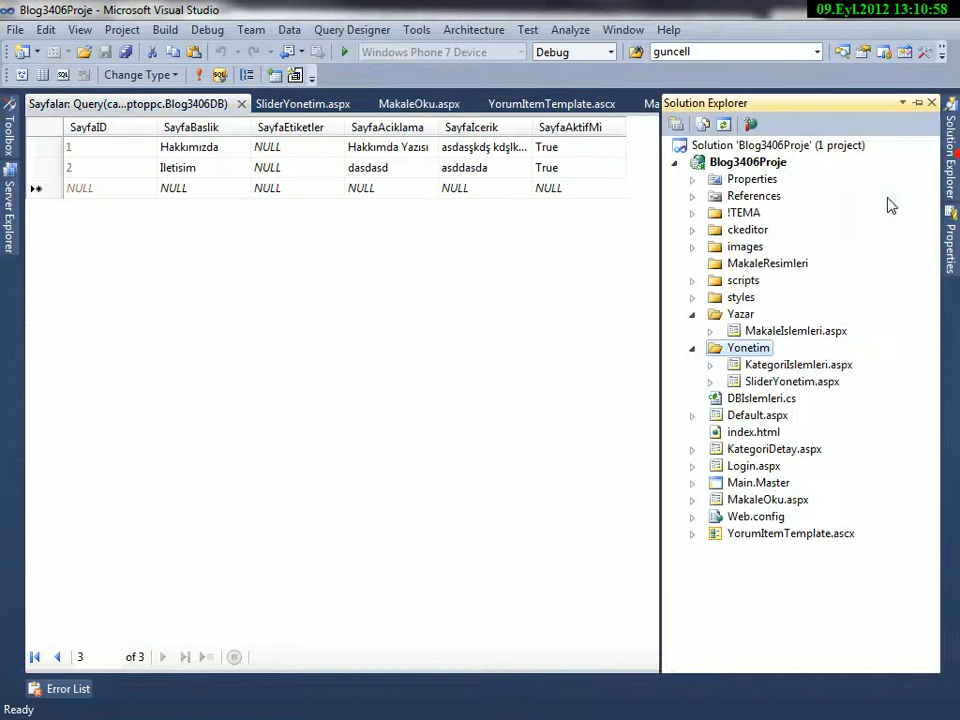 Blog3406Proje - Microsoft Visual Studio
09.Eyl.2012 13:10:58
File Edit View Project Build Debug Team Data Query Designer Tools Architecture Test Analyze Window Help
Windows Phone 7 Device Debug guncell
Change Type
Sayfalar: Query(ca...ptoppc.Blog3406DB) SliderYonetim.aspx MakaleOku.aspx YorumItemTemplate.ascx Ma
SayfaID SayfaBaslik SayfaEtiketler SayfaAciklama SayfaIcerik SayfaAktifMi
1 Hakkımızda NULL Hakkımda Yazısı asdasşkdş kdşlk... True
2 Iletisim NULL dasdasd asddasda True
NULL NULL NULL NULL NULL NULL
3 of 3
Toolbox
Server Explorer
Solution Explorer
Solution 'Blog3406Proje' (1 project)
Blog3406Proje
Properties
References
!TEMA
ckeditor
images
MakaleResimleri
scripts
styles
Yazar
MakaleIslemleri.aspx
Yonetim
KategoriIslemleri.aspx
SliderYonetim.aspx
DBIslemleri.cs
Default.aspx
index.html
KategoriDetay.aspx
Login.aspx
Main.Master
MakaleOku.aspx
Web.config
YorumItemTemplate.ascx
Solution Explorer
Properties
Error List
Ready